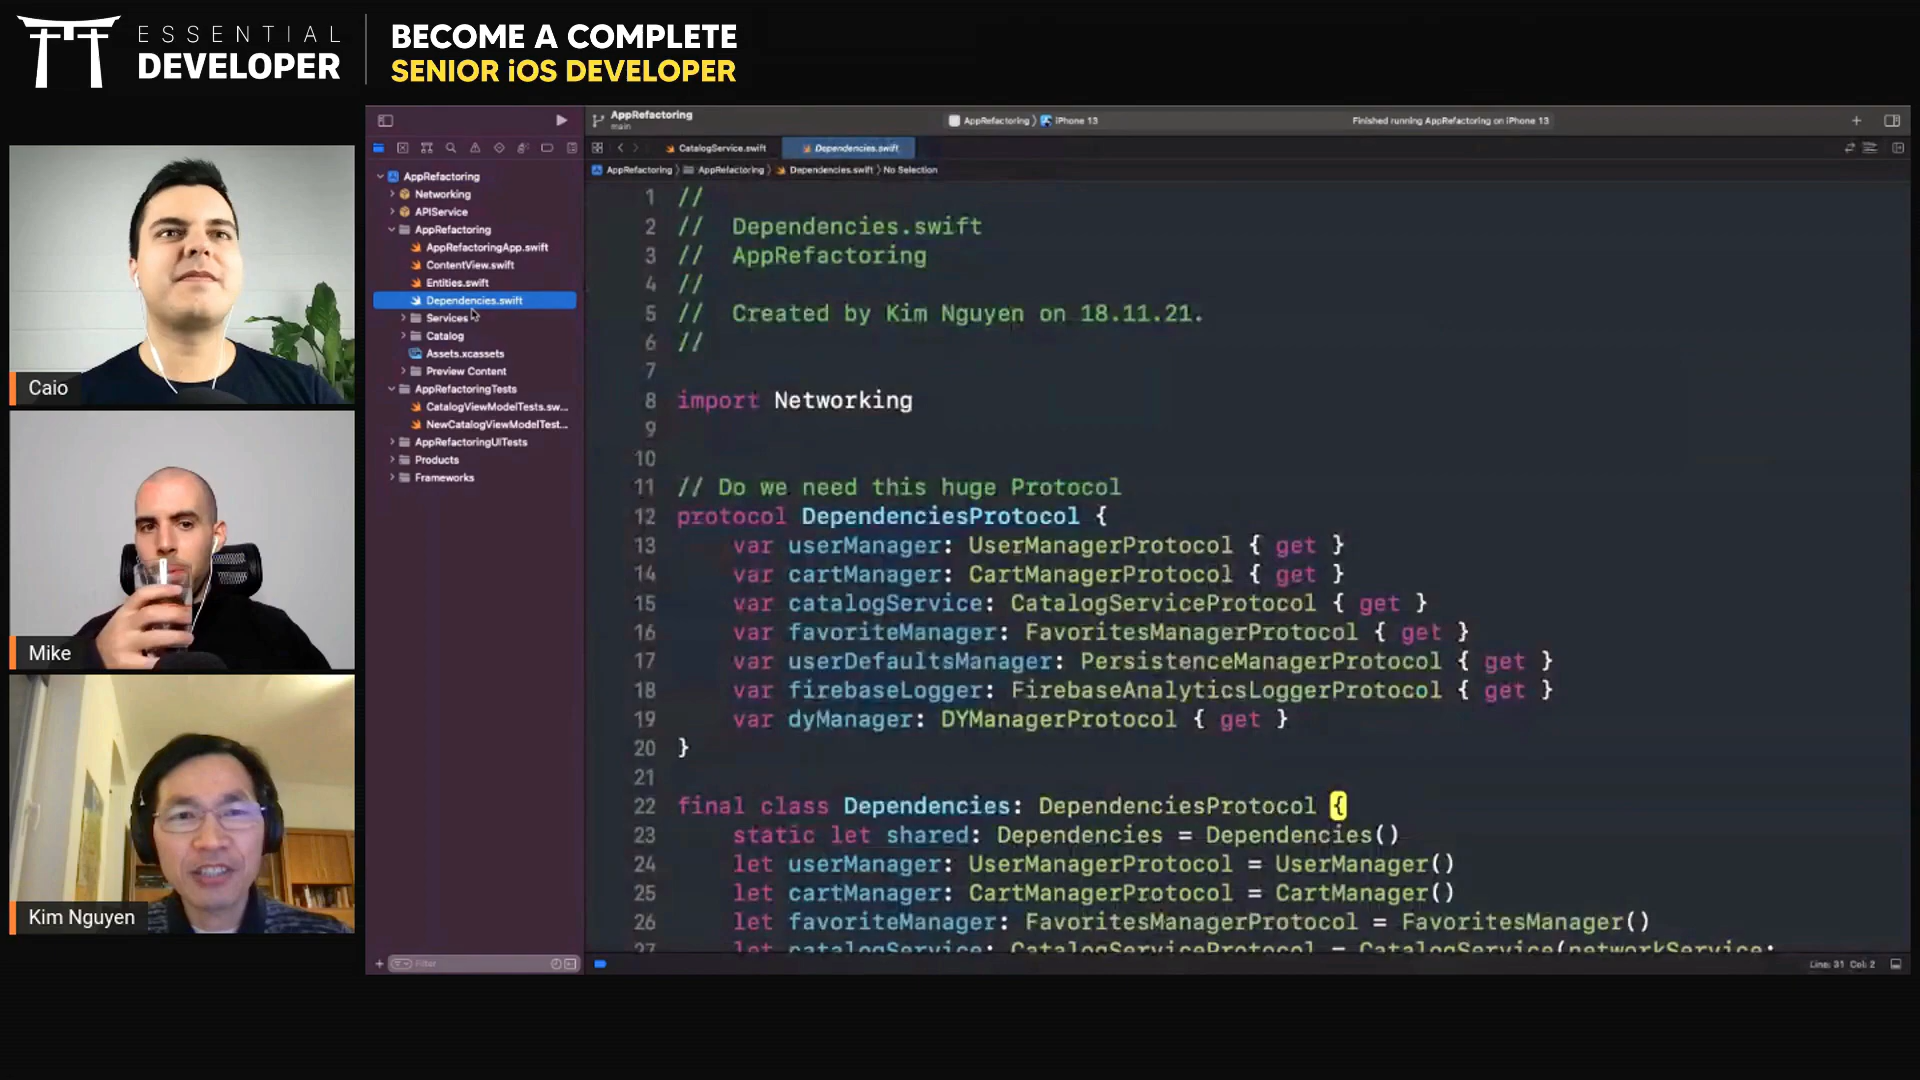 ESSENTIAL
DEVELOPER
BECOME A COMPLETE
SENIOR iOS DEVELOPER
Caio
Mike
Kim Nguyen
AppRefactoring
Networking
APIService
AppRefactoring
AppRefactoringApp.swift
ContentView.swift
Entities.swift
Dependencies.swift
Services
Catalog
Assets.xcassets
Preview Content
AppRefactoringTests
CatalogViewModelTests.sw...
NewCatalogViewModelTest...
AppRefactoringUITests
Products
Frameworks
Filter
AppRefactoring
main
AppRefactoring iPhone 13
Finished running AppRefactoring on iPhone 13
CatalogService.swift Dependencies.swift
AppRefactoring AppRefactoring Dependencies.swift No Selection
1 //
2 // Dependencies.swift
3 // AppRefactoring
4 //
5 // Created by Kim Nguyen on 18.11.21.
6 //
7
8 import Networking
9
10
11 // Do we need this huge Protocol
12 protocol DependenciesProtocol {
13 var userManager: UserManagerProtocol { get }
14 var cartManager: CartManagerProtocol { get }
15 var catalogService: CatalogServiceProtocol { get }
16 var favoriteManager: FavoritesManagerProtocol { get }
17 var userDefaultsManager: PersistenceManagerProtocol { get }
18 var firebaseLogger: FirebaseAnalyticsLoggerProtocol { get }
19 var dyManager: DYManagerProtocol { get }
20 }
21
22 final class Dependencies: DependenciesProtocol {
23 static let shared: Dependencies = Dependencies()
24 let userManager: UserManagerProtocol = UserManager()
25 let cartManager: CartManagerProtocol = CartManager()
26 let favoriteManager: FavoritesManagerProtocol = FavoritesManager()
27 let catalogService: CatalogServiceProtocol = CatalogService(networkService:
Line: 31 Col: 2